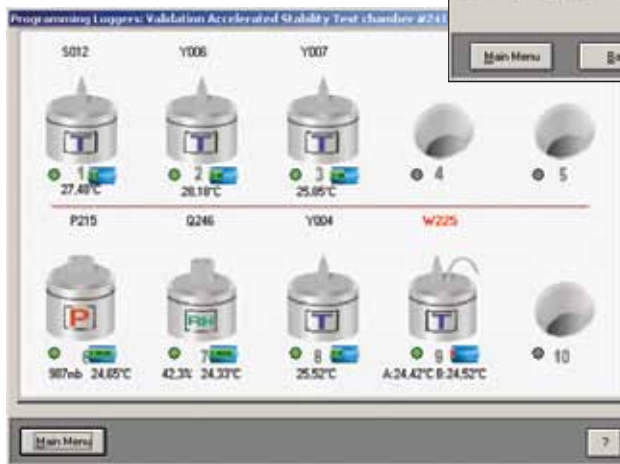 Programming Loggers: Validation Accelerated Stability Test chamber #241
Main Menu
S012 Y006 Y007
T T T
1 2 3 4 5
27,48°C 28,18°C 25,85°C
P215 Q246 Y004 W225
P RH T T
6 7 8 9 10
987mb 24,65°C 42,3% 24,33°C 25,52°C A:24,42°C B:24,52°C
Main Menu ?